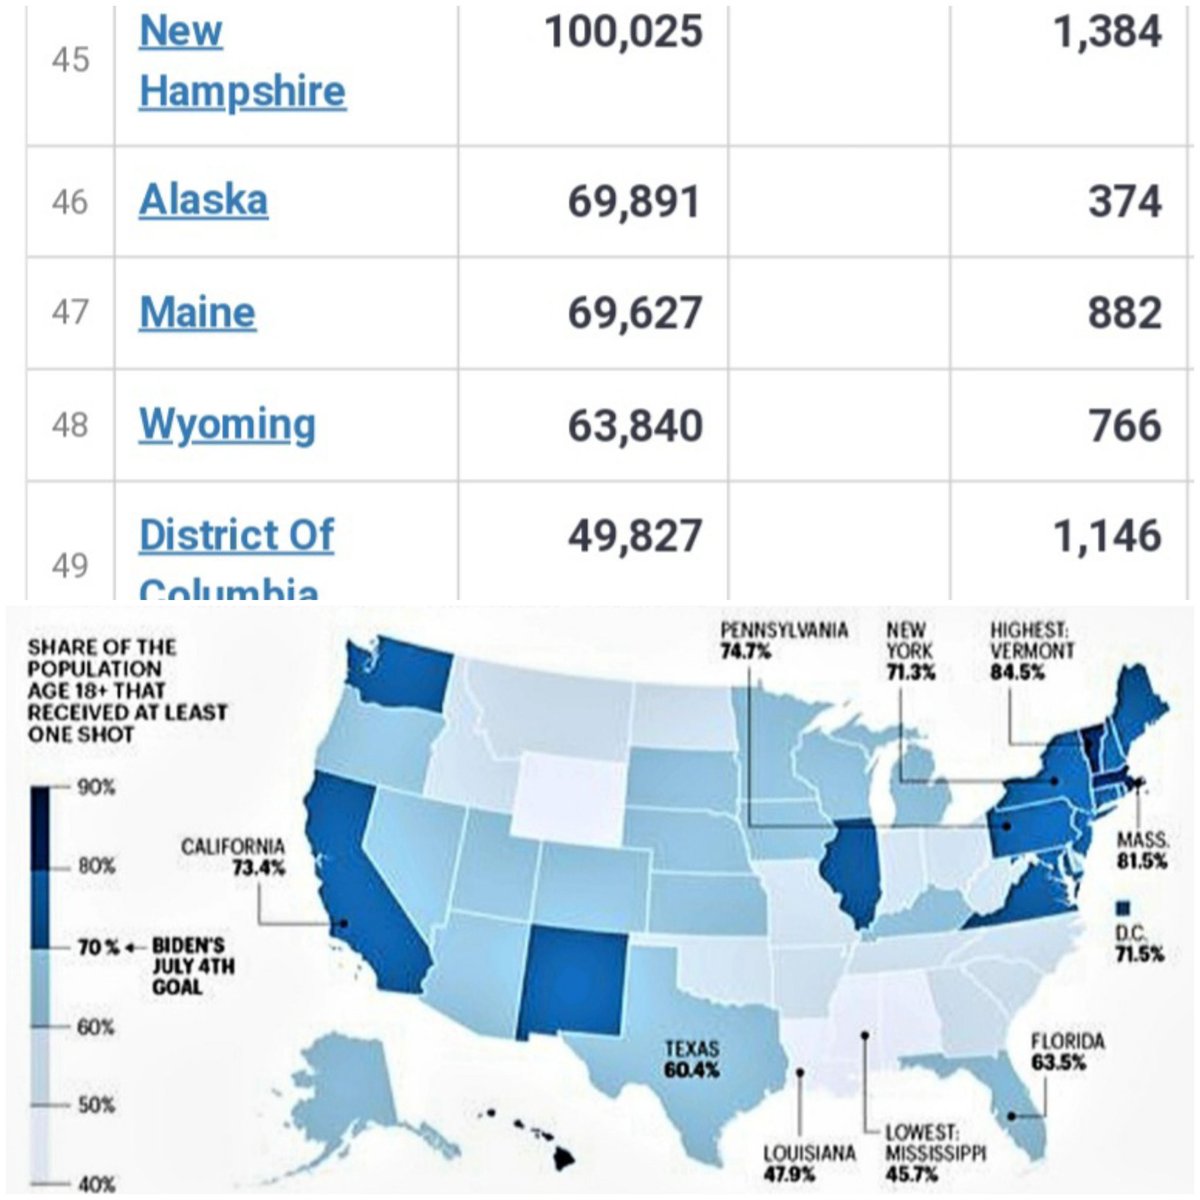 45
New
Hampshire
100,025
1,384
46
Alaska
69,891
374
47
Maine
69,627
882
48
Wyoming
63,840
766
49
District Of
Columbia
49,827
1,146
SHARE OF THE
POPULATION
AGE 18+ THAT
RECEIVED AT LEAST
ONE SHOT
90%
80%
70%
BIDEN'S
JULY 4TH
GOAL
60%
50%
40%
CALIFORNIA
73.4%
PENNSYLVANIA
74.7%
NEW
YORK
71.3%
HIGHEST:
VERMONT
84.5%
MASS.
81.5%
D.C.
71.5%
TEXAS
60.4%
FLORIDA
63.5%
LOUISIANA
47.9%
LOWEST:
MISSISSIPPI
45.7%